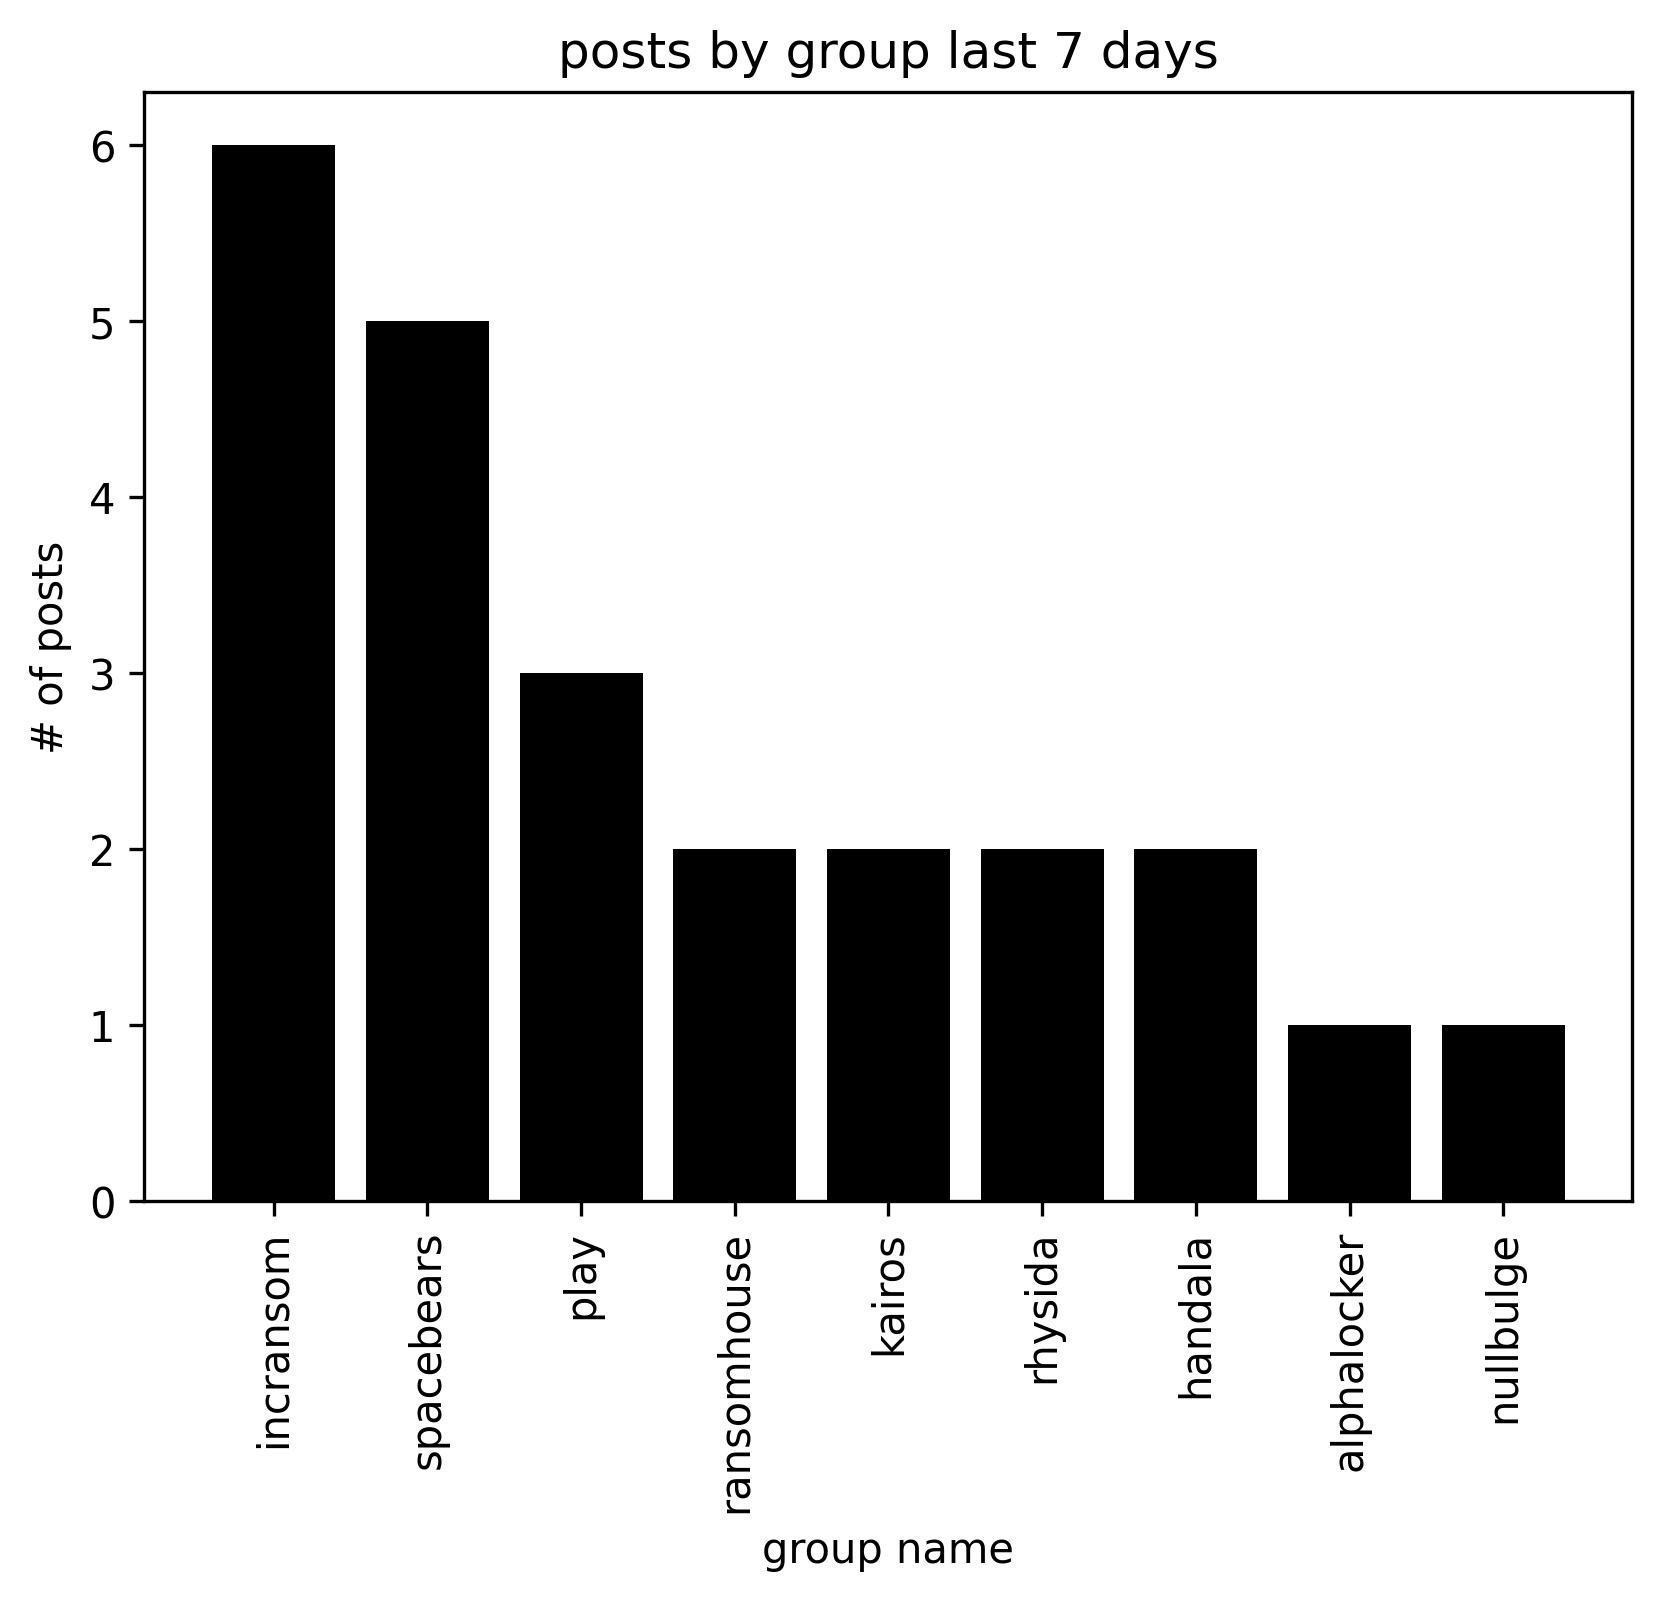 posts by group last 7 days
# of posts
6
5
4
3
2
1
0
incransom
spacebears
play
ransomhouse
kairos
rhysida
handala
alphalocker
nullbulge
group name